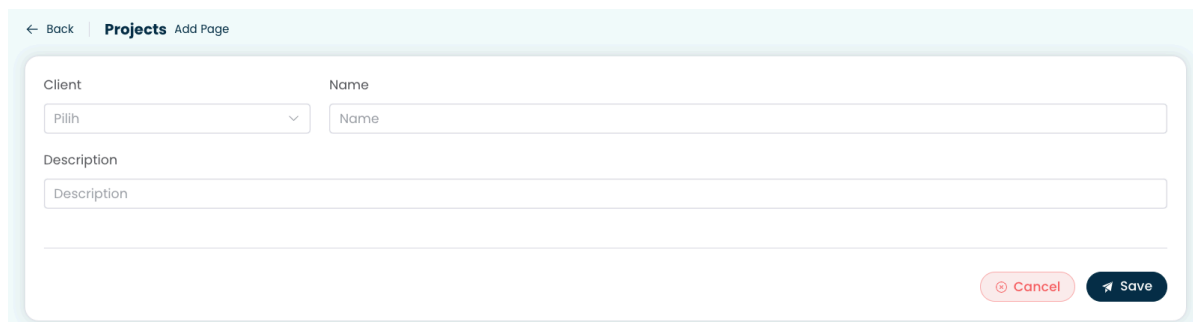 Back Projects Add Page
Client Name
Pilih Name
Description
Description
Cancel Save